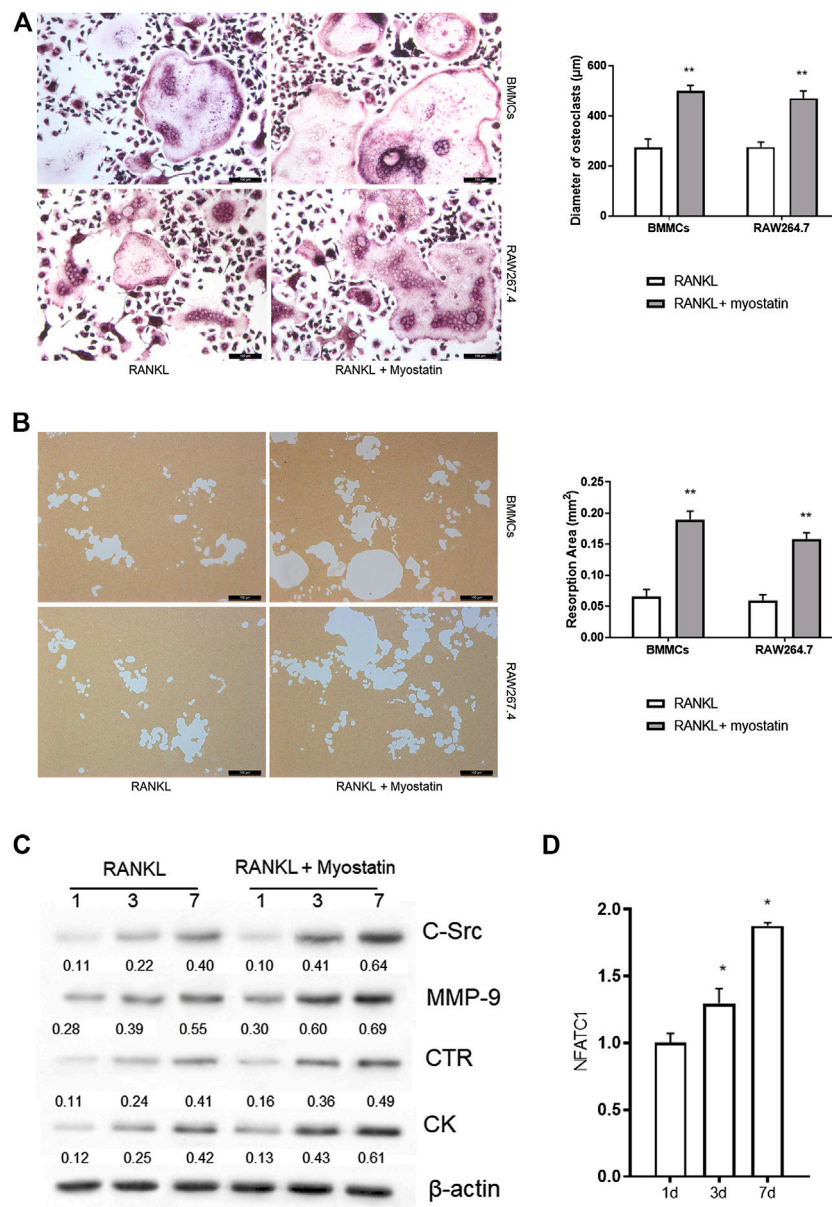 A
BMMCs
RAW267.4
RANKL
RANKL + Myostatin
Diameter of osteoclasts (μm)
600
400
200
0
**
**
BMMCs
RAW264.7
RANKL
RANKL+ myostatin
B
BMMCs
RAW267.4
RANKL
RANKL + Myostatin
Resorption Area (mm²)
0.25
0.20
0.15
0.10
0.05
0.00
**
**
BMMCs
RAW264.7
RANKL
RANKL+ myostatin
C
RANKL RANKL + Myostatin
1 3 7 1 3 7
C-Src
0.11 0.22 0.40 0.10 0.41 0.64
MMP-9
0.28 0.39 0.55 0.30 0.60 0.69
CTR
0.11 0.24 0.41 0.16 0.36 0.49
CK
0.12 0.25 0.42 0.13 0.43 0.61
β-actin
D
NFATC1
2.0
1.5
1.0
0.5
0.0
*
*
1d 3d 7d